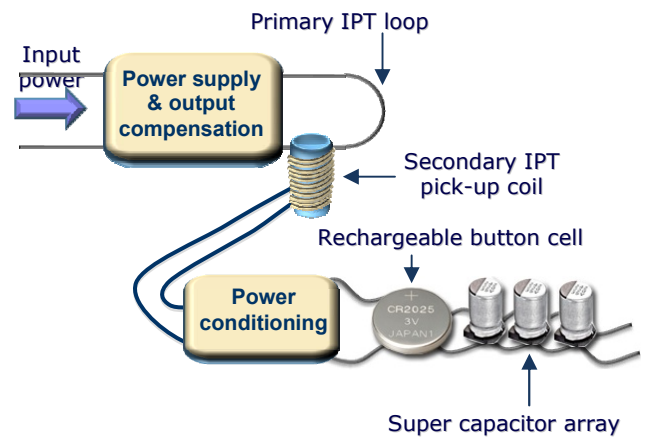 Primary IPT loop
Input
power
Power supply
& output
compensation
Secondary IPT
pick-up coil
Rechargeable button cell
Power
conditioning
+
CR2025
3V
JAPAN1
Super capacitor array